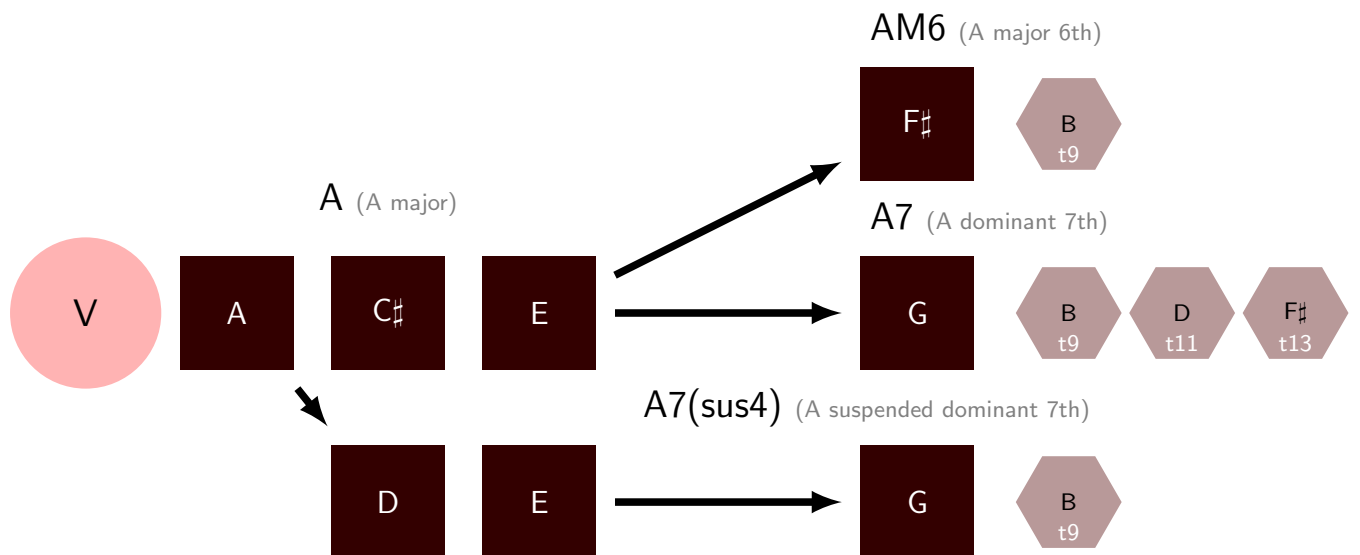 AM6 (A major 6th)
F♯ B
t9
A (A major)
A7 (A dominant 7th)
V A C♯ E G B D F♯
t9 t11 t13
A7(sus4) (A suspended dominant 7th)
D E G B
t9